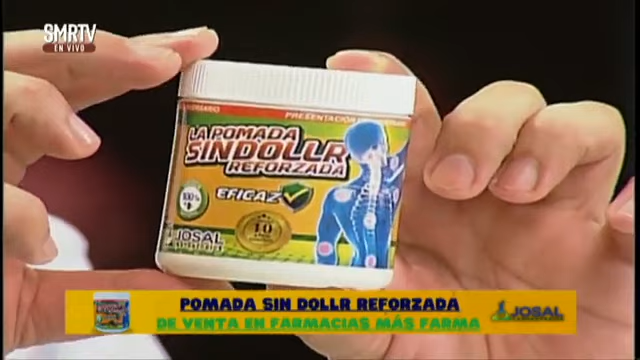 SMRTV
EN VIVO
PRESENTACIÓN
LA POMADA
SINDOLLR
REFORZADA
EFICAZ
100%
10
JOSAL
POMADA SIN DOLLR REFORZADA
DE VENTA EN FARMACIAS MÁS FARMA
JOSAL